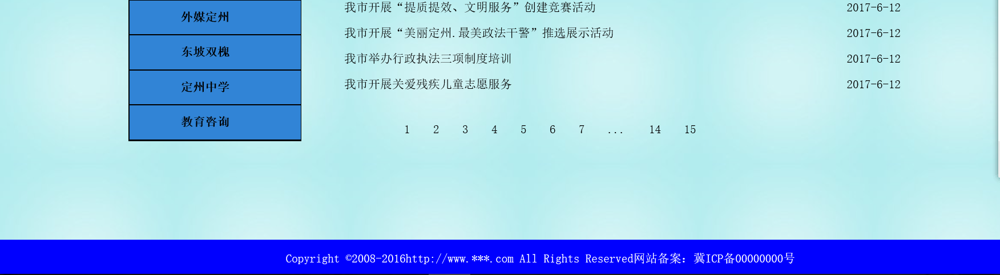 外媒定州
东坡双槐
定州中学
教育咨询
我市开展“提质提效、文明服务”创建竞赛活动 2017-6-12
我市开展“美丽定州.最美政法干警”推选展示活动 2017-6-12
我市举办行政执法三项制度培训 2017-6-12
我市开展关爱残疾儿童志愿服务 2017-6-12
1 2 3 4 5 6 7 ... 14 15
Copyright ©2008-2016http://www.***.com All Rights Reserved网站备案：冀ICP备00000000号